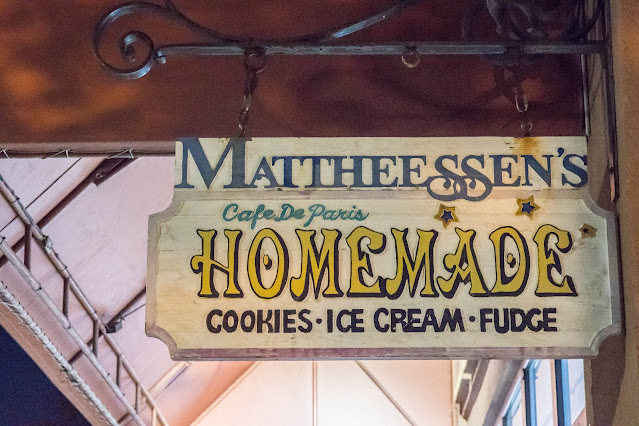 MATTHEESSEN'S
Cafe De Paris
HOMEMADE
COOKIES · ICE CREAM · FUDGE